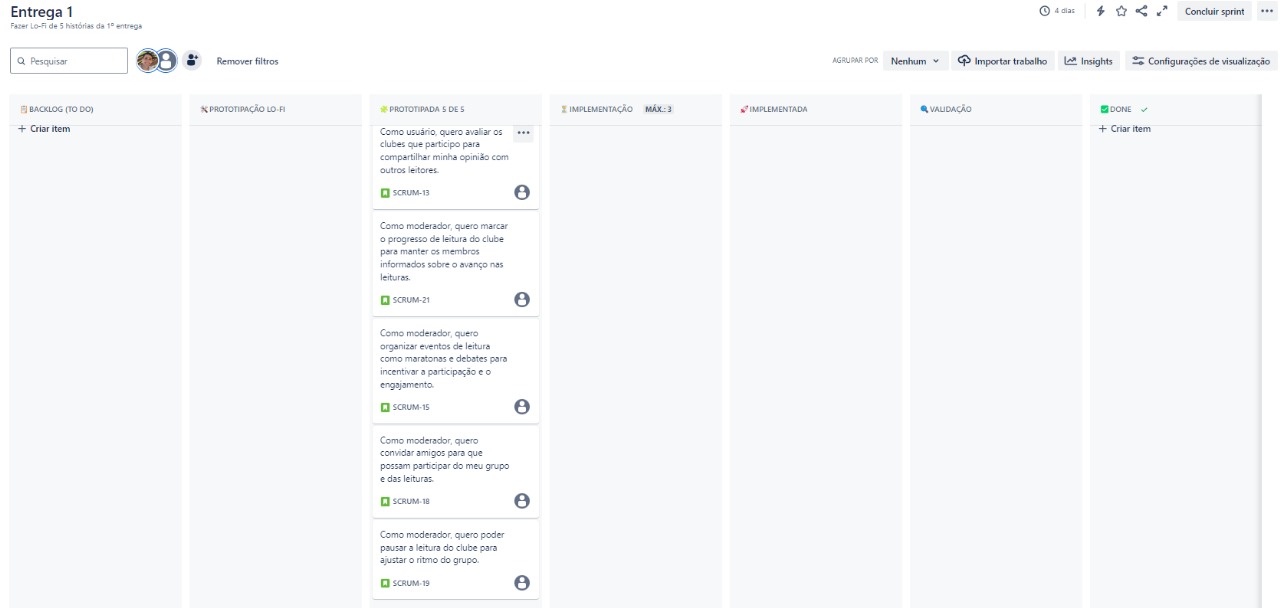 Entrega 1
Fazer Lo-Fi de 5 histórias da 1ª entrega
4 dias
Concluir sprint
Pesquisar
Remover filtros
AGRUPAR POR
Nenhum
Importar trabalho
Insights
Configurações de visualização
BACKLOG (TO DO)
PROTOTIPAÇÃO LO-FI
PROTOTIPADA 5 DE 5
IMPLEMENTAÇÃO
MÁX.: 3
IMPLEMENTADA
VALIDAÇÃO
DONE
+ Criar item
+ Criar item
Como usuário, quero avaliar os
clubes que participo para
compartilhar minha opinião com
outros leitores.
SCRUM-13
Como moderador, quero marcar
o progresso de leitura do clube
para manter os membros
informados sobre o avanço nas
leituras.
SCRUM-21
Como moderador, quero
organizar eventos de leitura
como maratonas e debates para
incentivar a participação e o
engajamento.
SCRUM-15
Como moderador, quero
convidar amigos para que
possam participar do meu grupo
e das leituras.
SCRUM-18
Como moderador, quero poder
pausar a leitura do clube para
ajustar o ritmo do grupo.
SCRUM-19